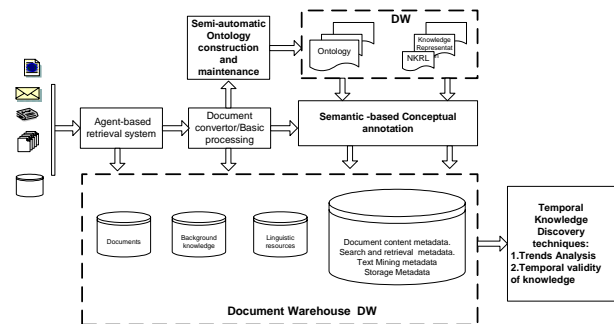 Semi-automatic
Ontology
construction
and
maintenance
DW
Ontology
Knowledge
Representat
NKRL
Agent-based
retrieval system
Document
convertor/Basic
processing
Semantic -based Conceptual
annotation
Documents
Background
knowledge
Linguistic
resources
Document content metadata.
Search and retrieval metadata.
Text Mining metadata
Storage Metadata
Document Warehouse DW
Temporal
Knowledge
Discovery
techniques:
1.Trends Analysis
2.Temporal validity
of knowledge